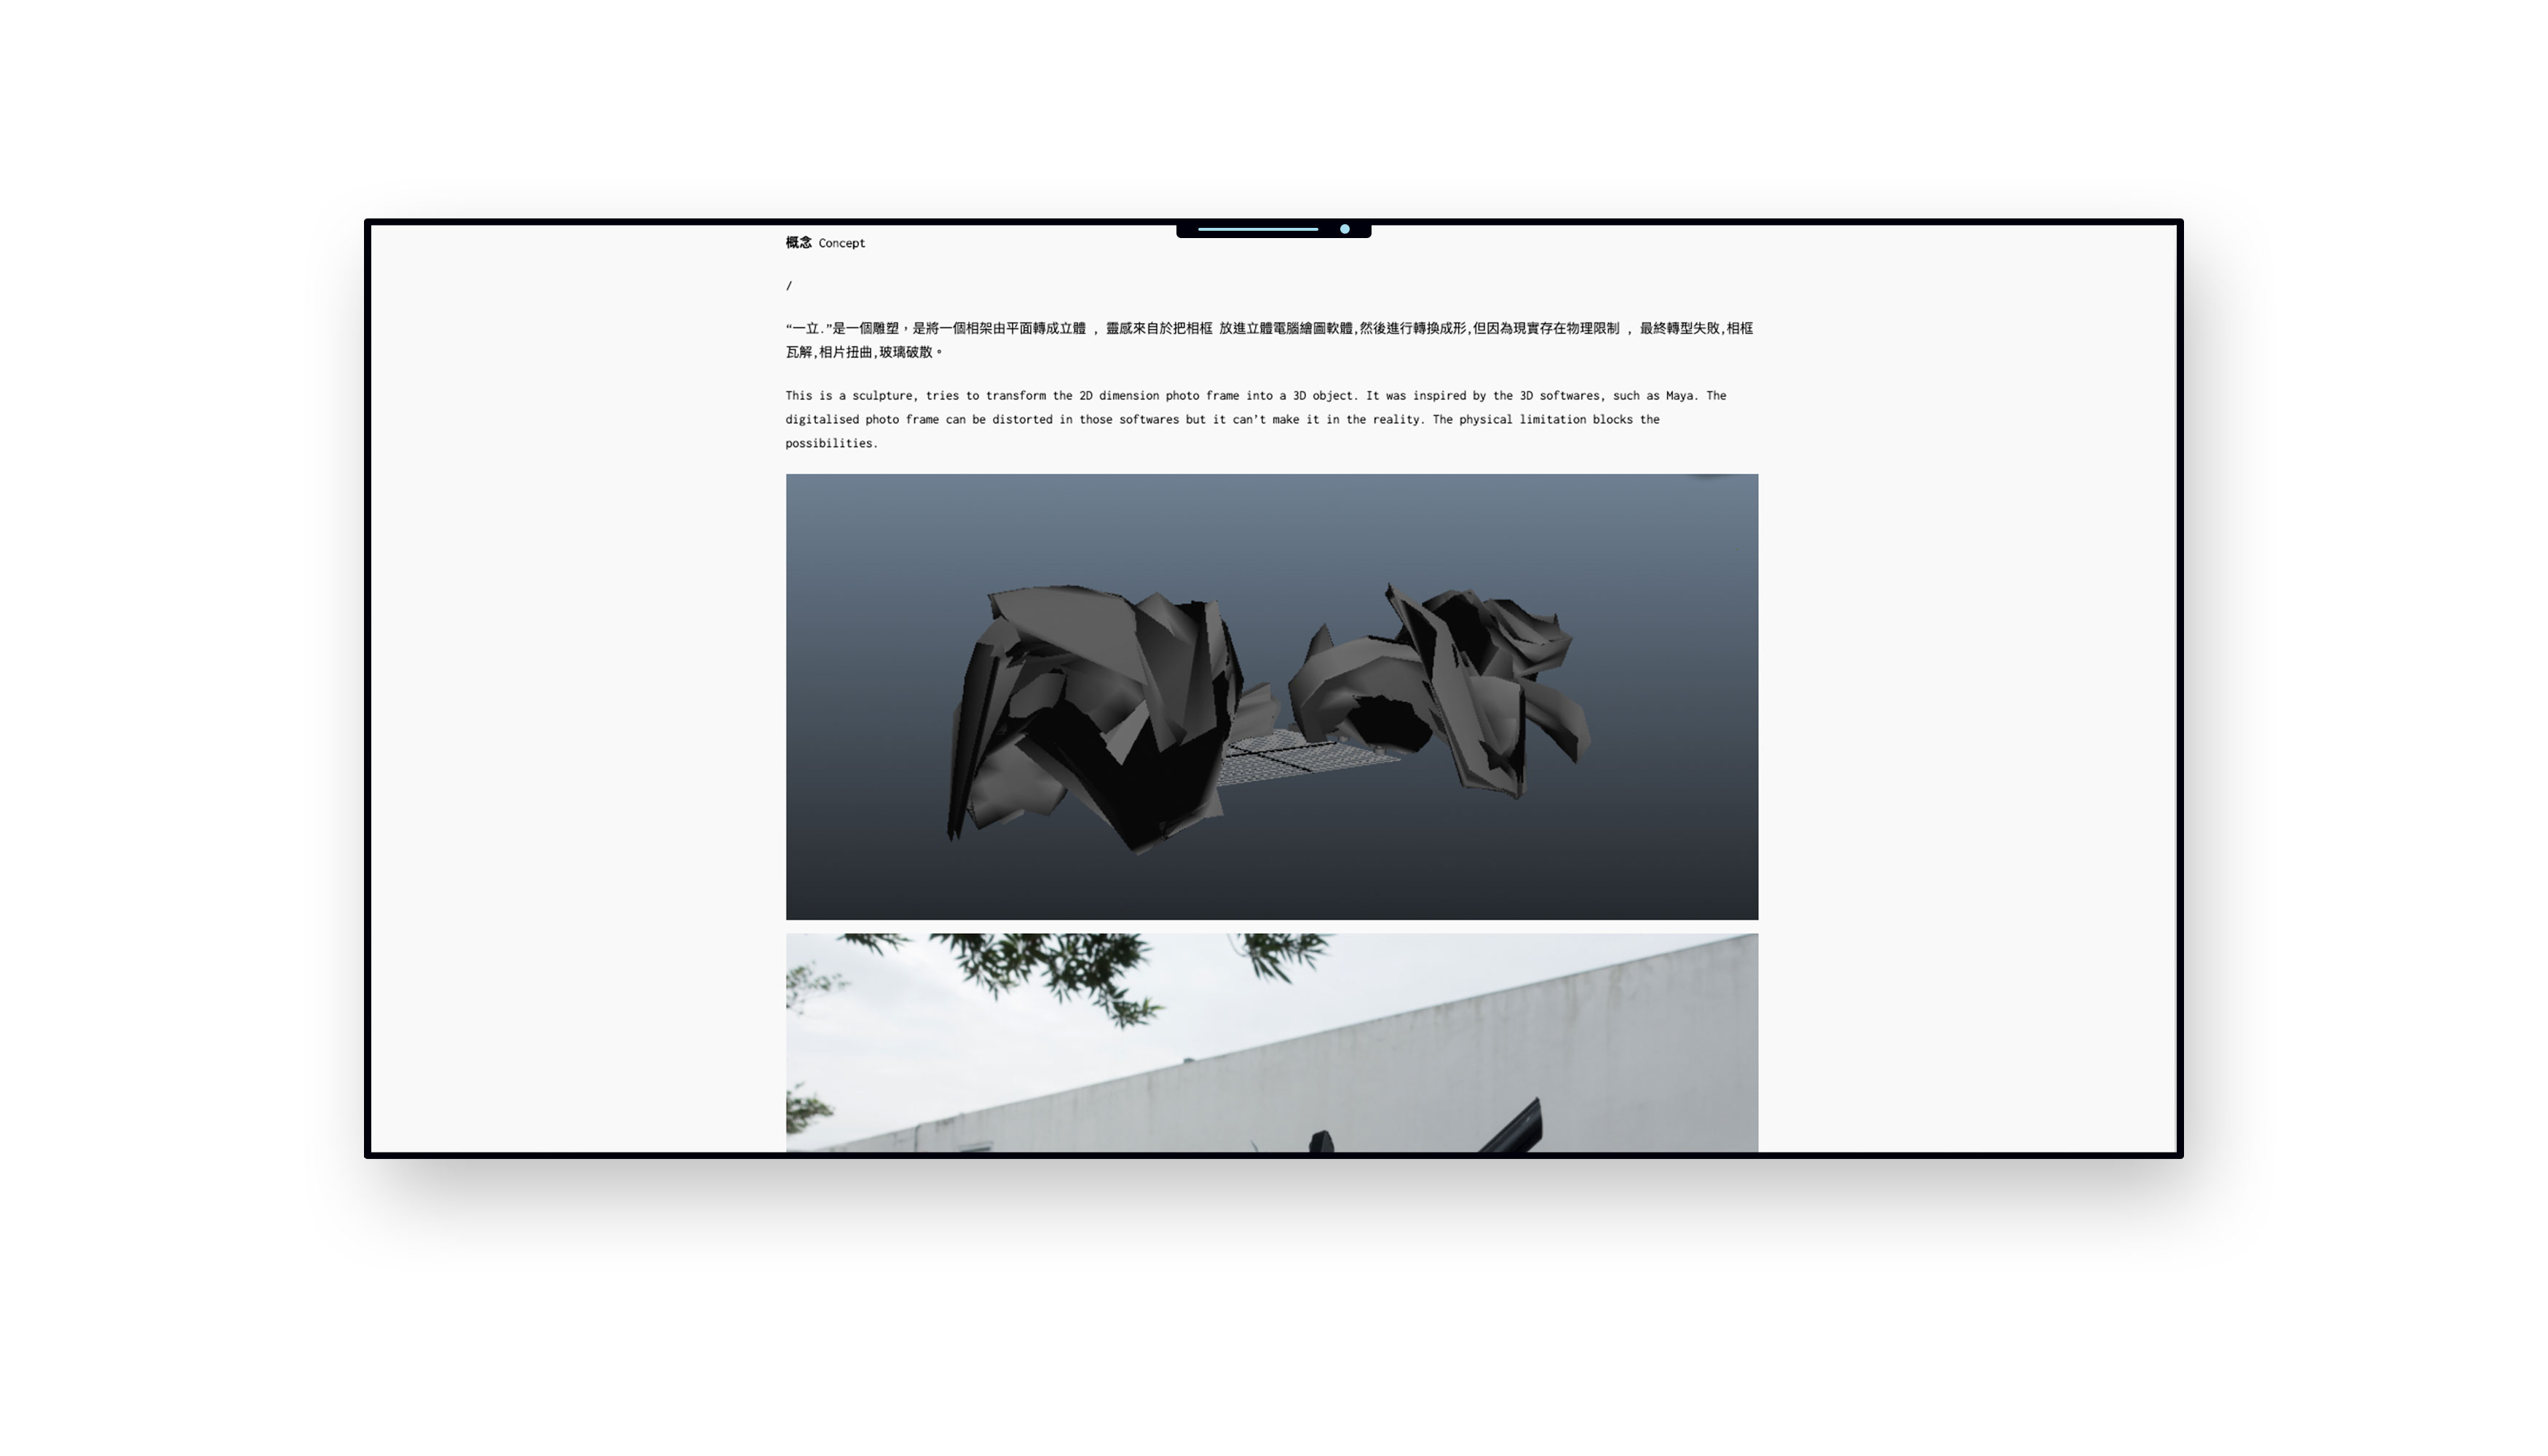 概念 Concept
/
“一立.”是一個雕塑，是將一個相架由平面轉成立體 , 靈感來自於把相框 放進立體電腦繪圖軟體,然後進行轉換成形,但因為現實存在物理限制 , 最終轉型失敗,相框
瓦解,相片扭曲,玻璃破散。
This is a sculpture, tries to transform the 2D dimension photo frame into a 3D object. It was inspired by the 3D softwares, such as Maya. The
digitalised photo frame can be distorted in those softwares but it can’t make it in the reality. The physical limitation blocks the
possibilities.